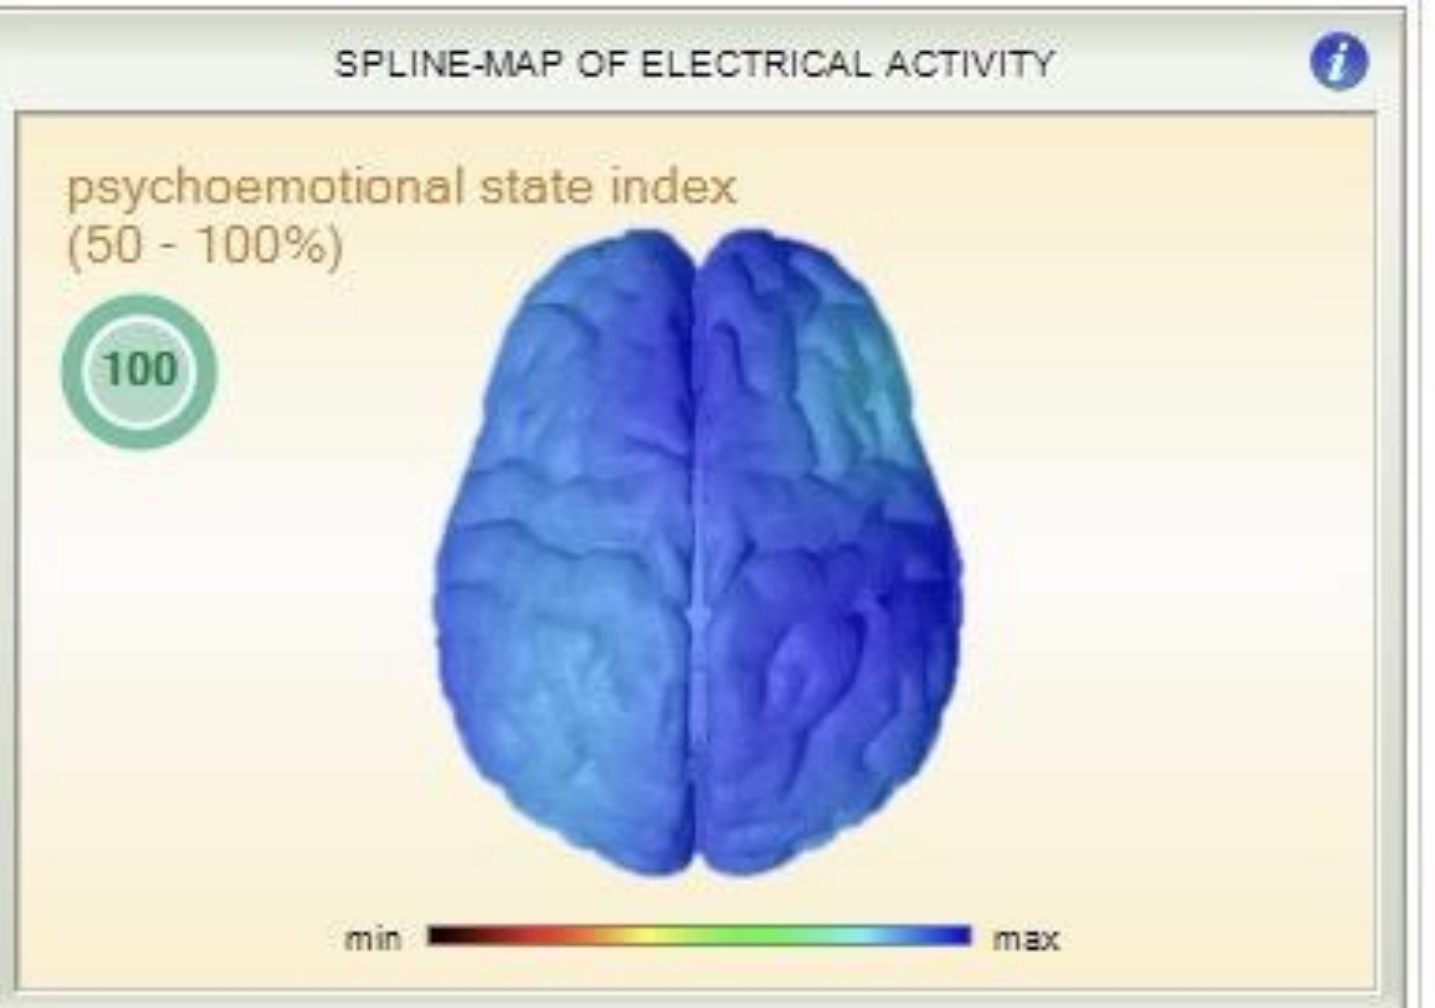 SPLINE-MAP OF ELECTRICAL ACTIVITY
i
psychoemotional state index
(50 - 100%)
100
min max